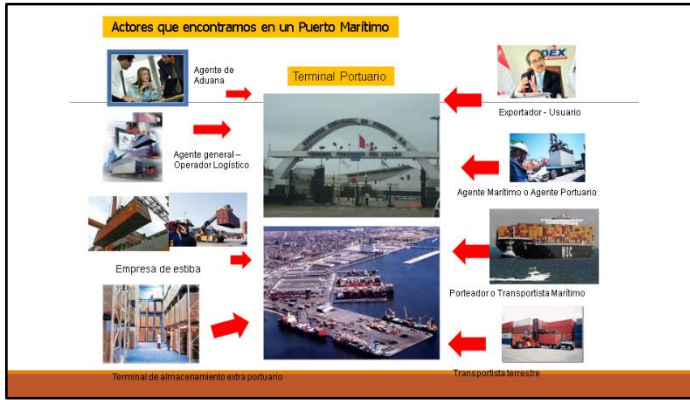 Actores que encontramos en un Puerto Marítimo
Agente de
Aduana
Terminal Portuario
Exportador - Usuario
Agente general –
Operador Logístico
Agente Marítimo o Agente Portuario
Empresa de estiba
MSC
Porteador o Transportista Marítimo
Terminal de almacenamiento extra portuario
Transportista terrestre